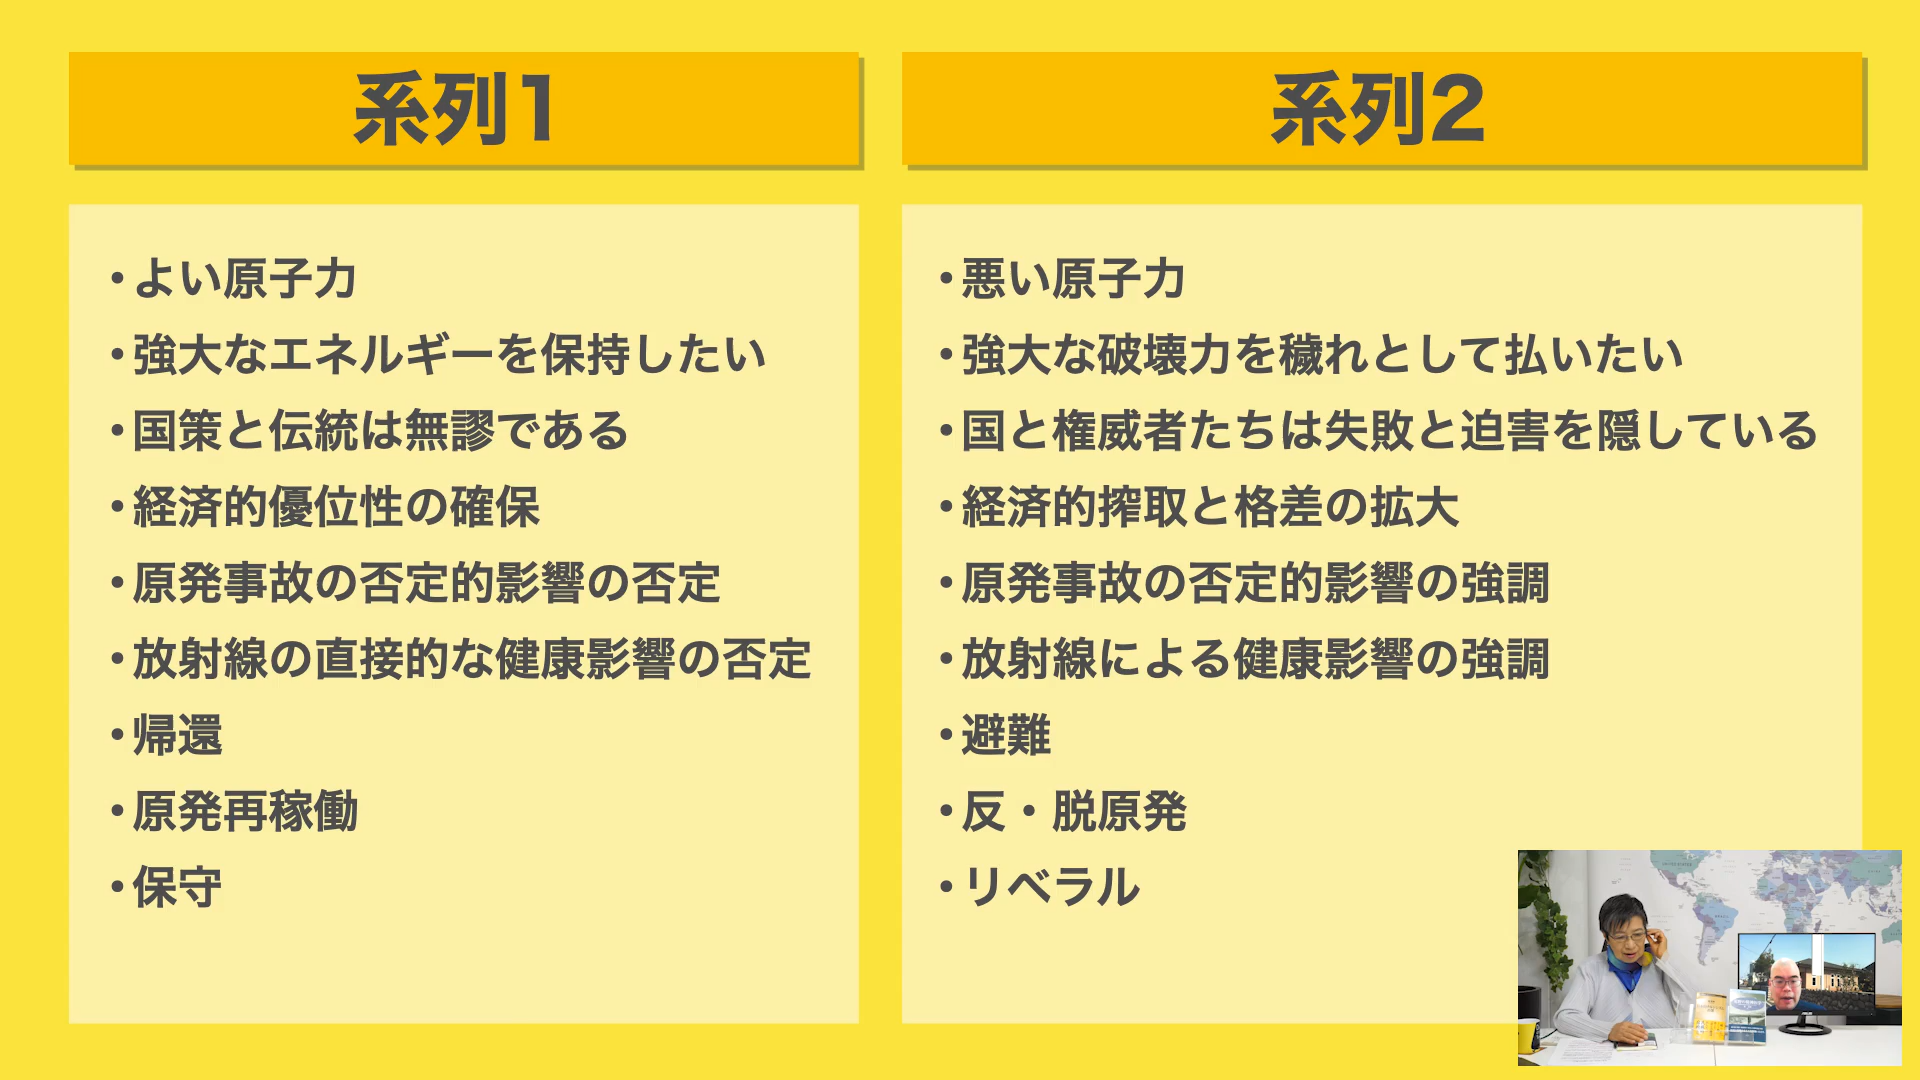 系列1
・よい原子力
・強大なエネルギーを保持したい
・国策と伝統は無謬である
・経済的優位性の確保
・原発事故の否定的影響の否定
・放射線の直接的な健康影響の否定
・帰還
・原発再稼働
・保守
系列2
・悪い原子力
・強大な破壊力を穢れとして払いたい
・国と権威者たちは失敗と迫害を隠している
・経済的搾取と格差の拡大
・原発事故の否定的影響の強調
・放射線による健康影響の強調
・避難
・反・脱原発
・リベラル